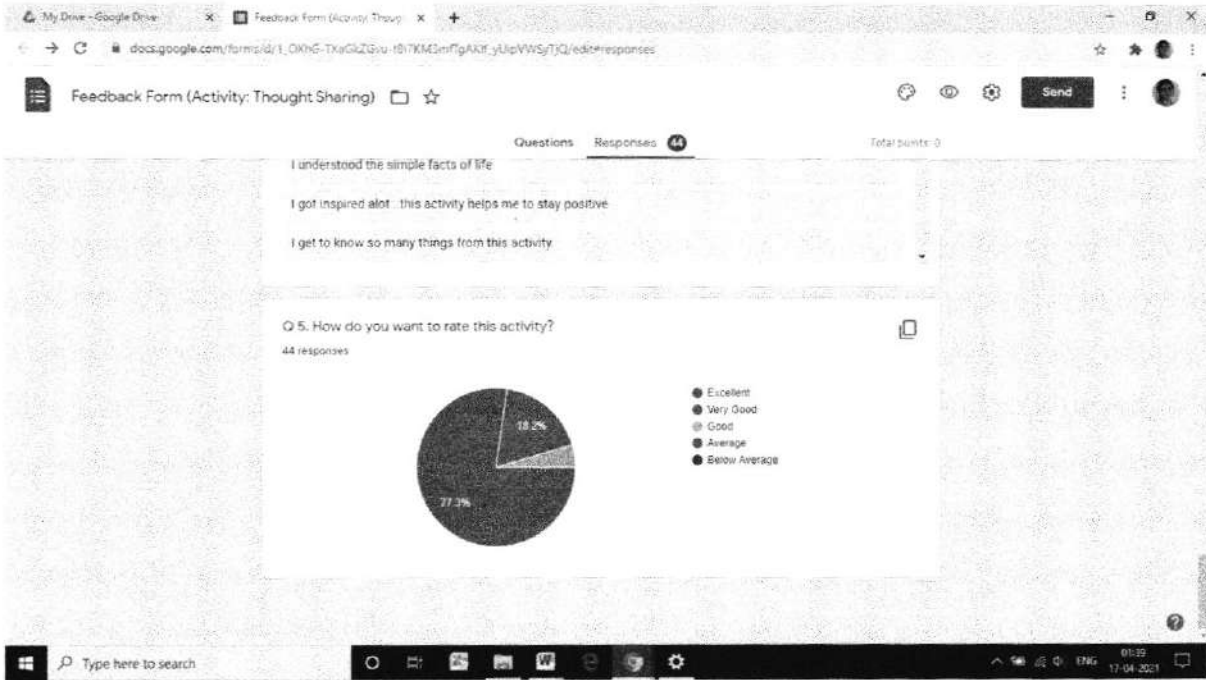 My Drive - Google Drive
Feedback Form (Activity: Thoug
Feedback Form (Activity: Thought Sharing)
Send
Questions Responses 44
Total points: 0
I understood the simple facts of life
I got inspired alot ..this activity helps me to stay positive
I get to know so many things from this activity.
Q 5. How do you want to rate this activity?
44 responses
18.2%
77.3%
Excellent
Very Good
Good
Average
Below Average
Type here to search
ENG
01:39
17-04-2021